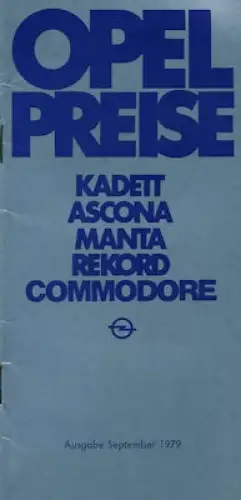 OPEL
PREISE
KADETT
ASCONA
MANTA
REKORD
COMMODORE
Ausgabe September 1979